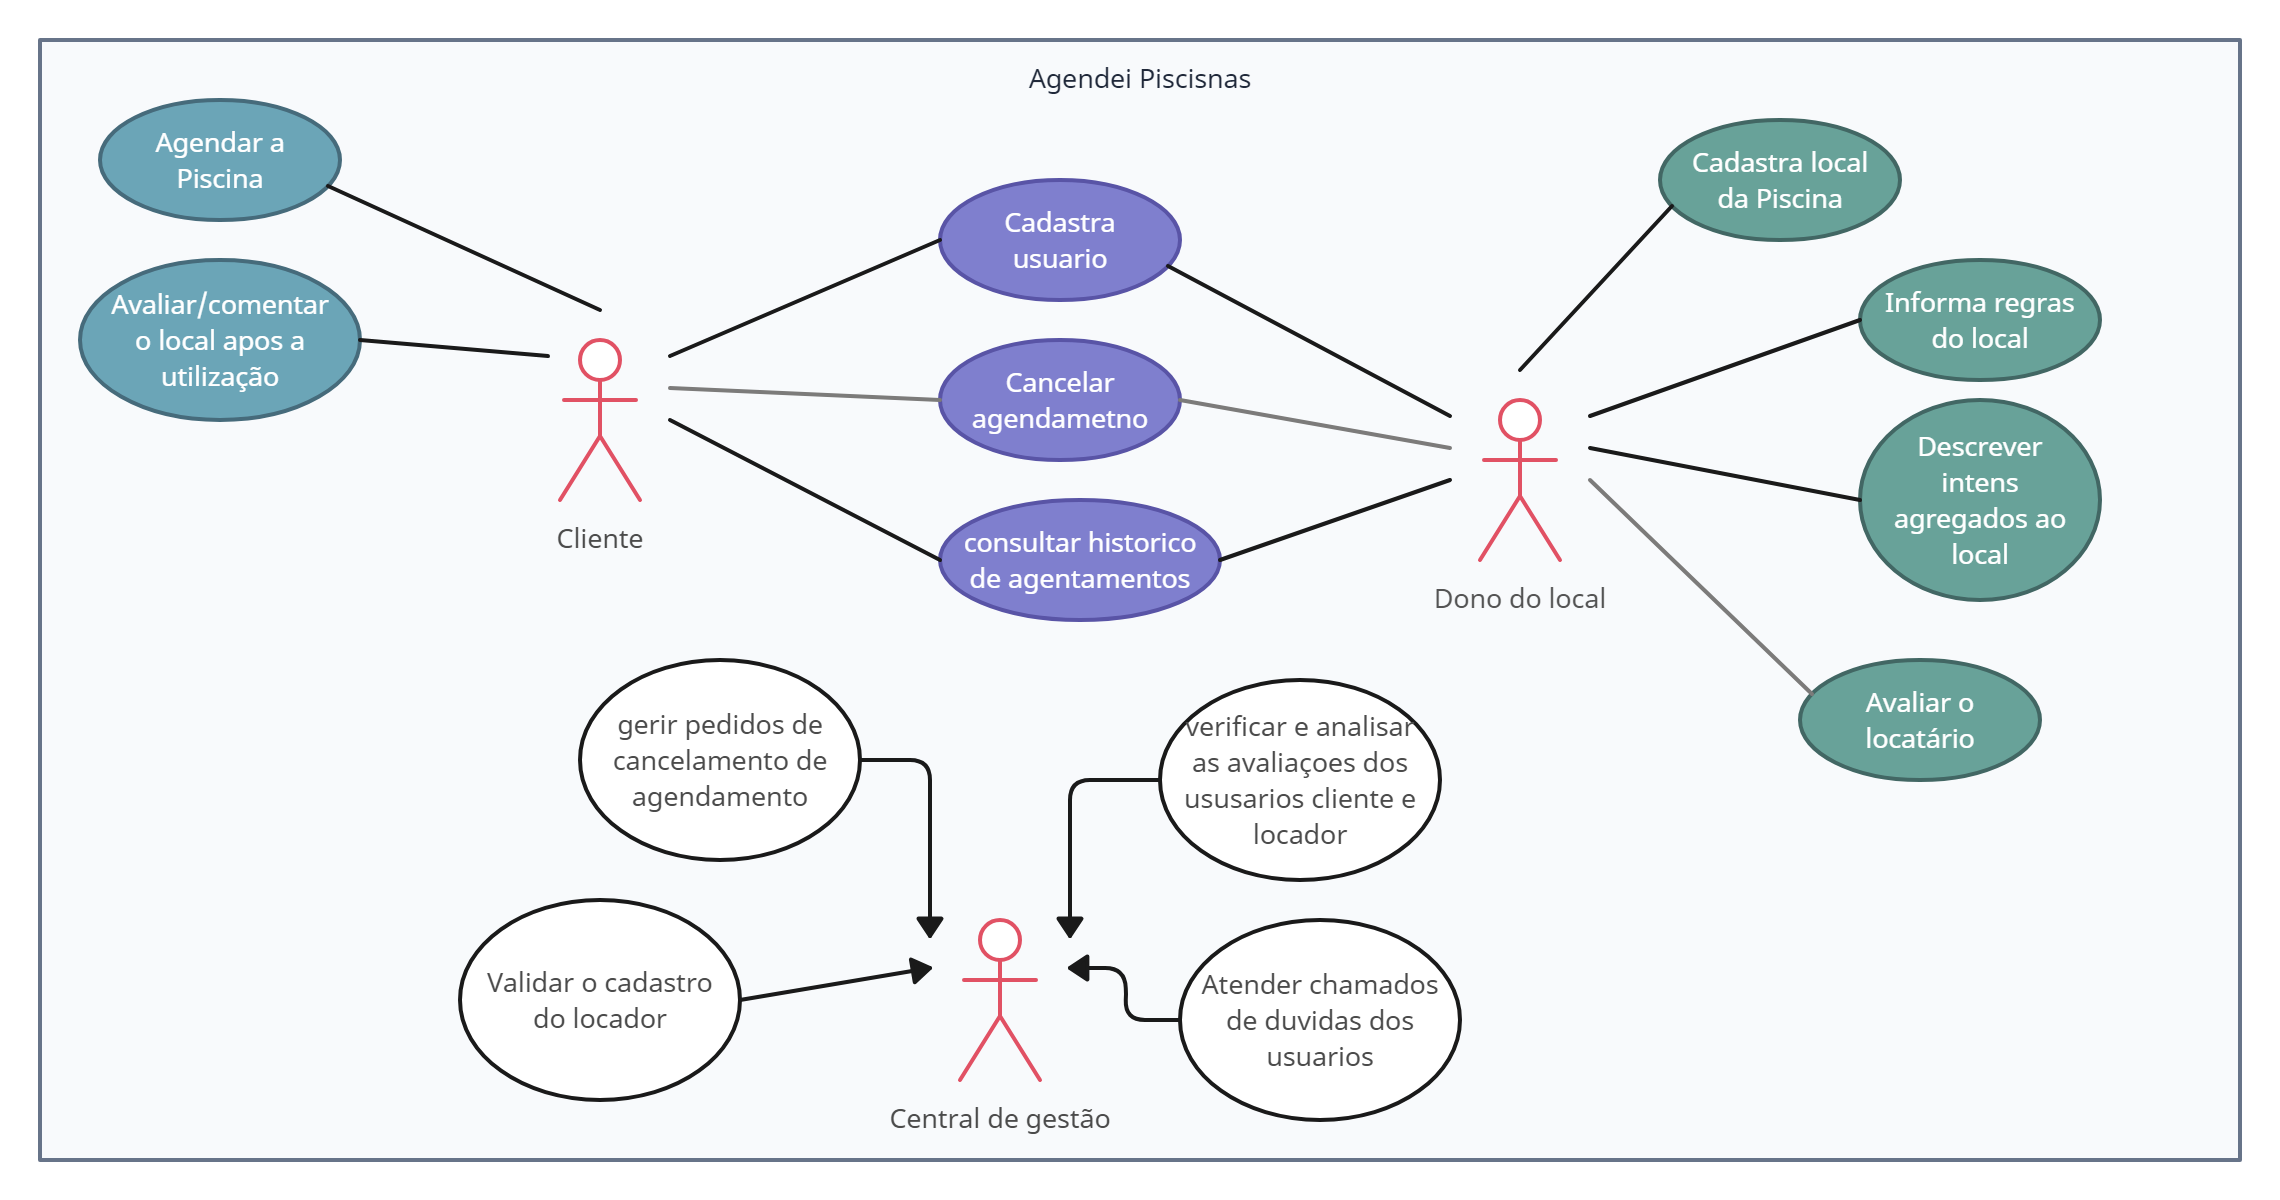 Agendei Piscisnas
Agendar a
Piscina
Avaliar/comentar
o local apos a
utilização
Cliente
Cadastra
usuario
Cancelar
agendametno
consultar historico
de agentamentos
Dono do local
Cadastra local
da Piscina
Informa regras
do local
Descrever
intens
agregados ao
local
Avaliar o
locatário
gerir pedidos de
cancelamento de
agendamento
verificar e analisar
as avaliaçoes dos
ususarios cliente e
locador
Validar o cadastro
do locador
Atender chamados
de duvidas dos
usuarios
Central de gestão